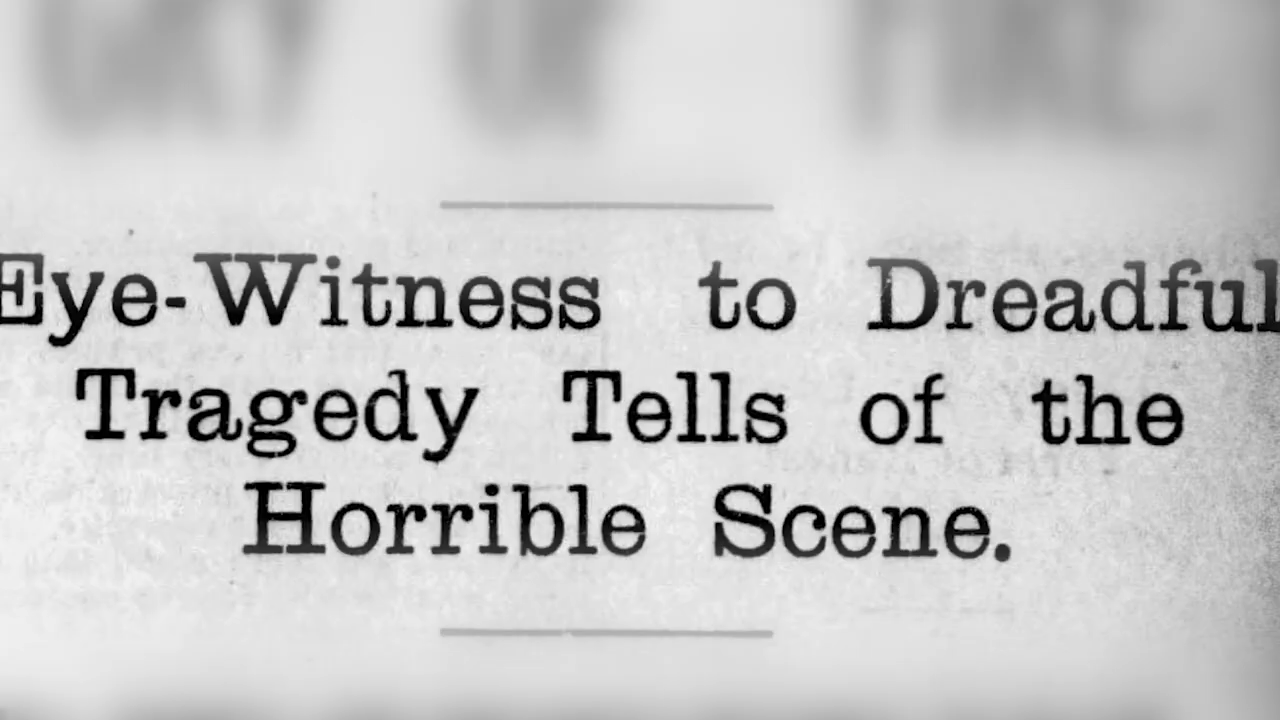 Eye-Witness to Dreadful
Tragedy Tells of the
Horrible Scene.